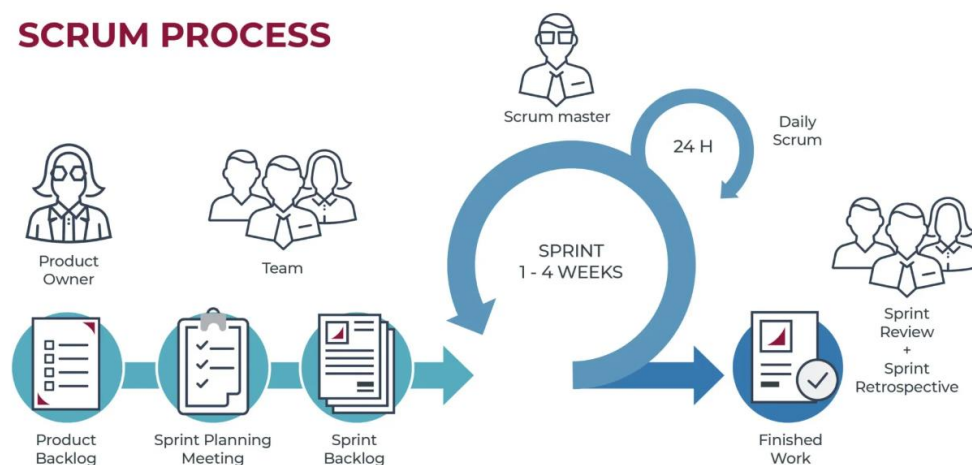 SCRUM PROCESS
Scrum master
24 H
Daily
Scrum
Product
Owner
Team
SPRINT
1 - 4 WEEKS
Sprint
Review
+
Sprint
Retrospective
Product
Backlog
Sprint Planning
Meeting
Sprint
Backlog
Finished
Work